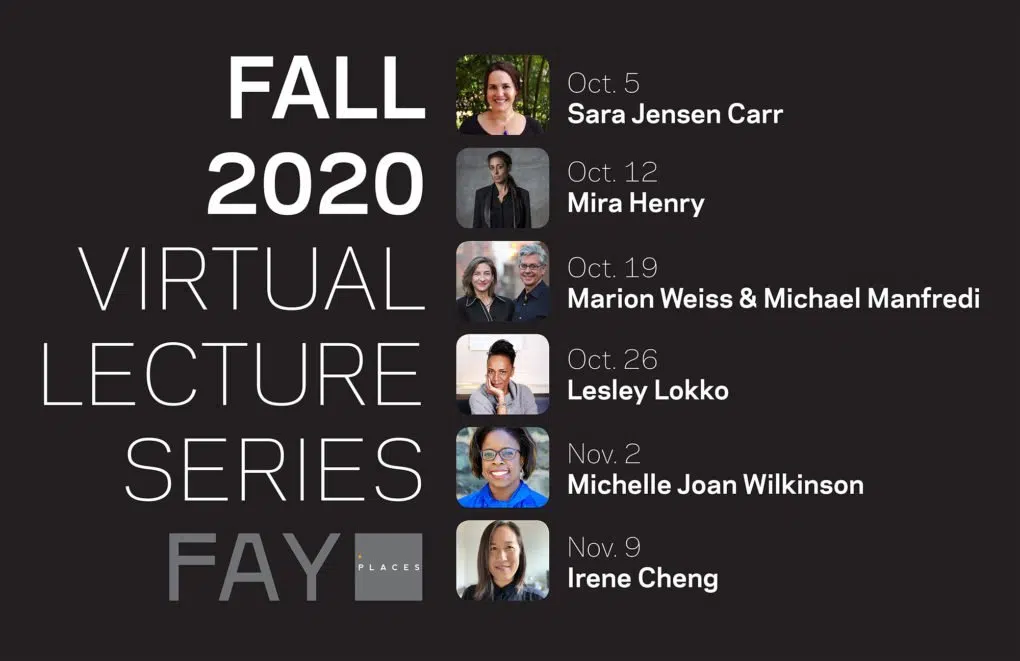 FALL
2020
VIRTUAL
LECTURE
SERIES
FAY
PLACES
Oct. 5
Sara Jensen Carr
Oct. 12
Mira Henry
Oct. 19
Marion Weiss & Michael Manfredi
Oct. 26
Lesley Lokko
Nov. 2
Michelle Joan Wilkinson
Nov. 9
Irene Cheng